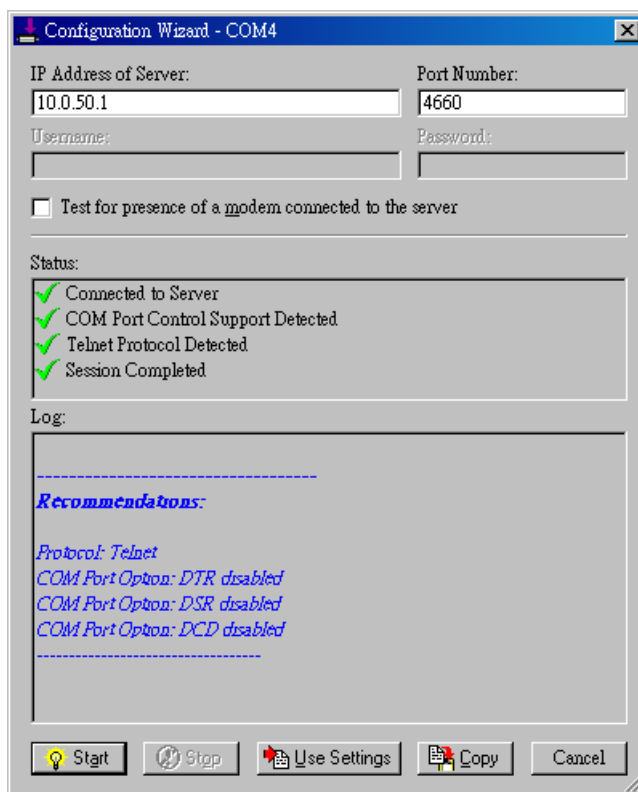 Configuration Wizard - COM4
IP Address of Server:
Port Number:
10.0.50.1
4660
Username:
Password:
Test for presence of a modem connected to the server
Status:
Connected to Server
COM Port Control Support Detected
Telnet Protocol Detected
Session Completed
Log:
------------------------------------
Recommendations:
Protocol: Telnet
COM Port Option: DTR disabled
COM Port Option: DSR disabled
COM Port Option: DCD disabled
------------------------------------
Start
Stop
Use Settings
Copy
Cancel